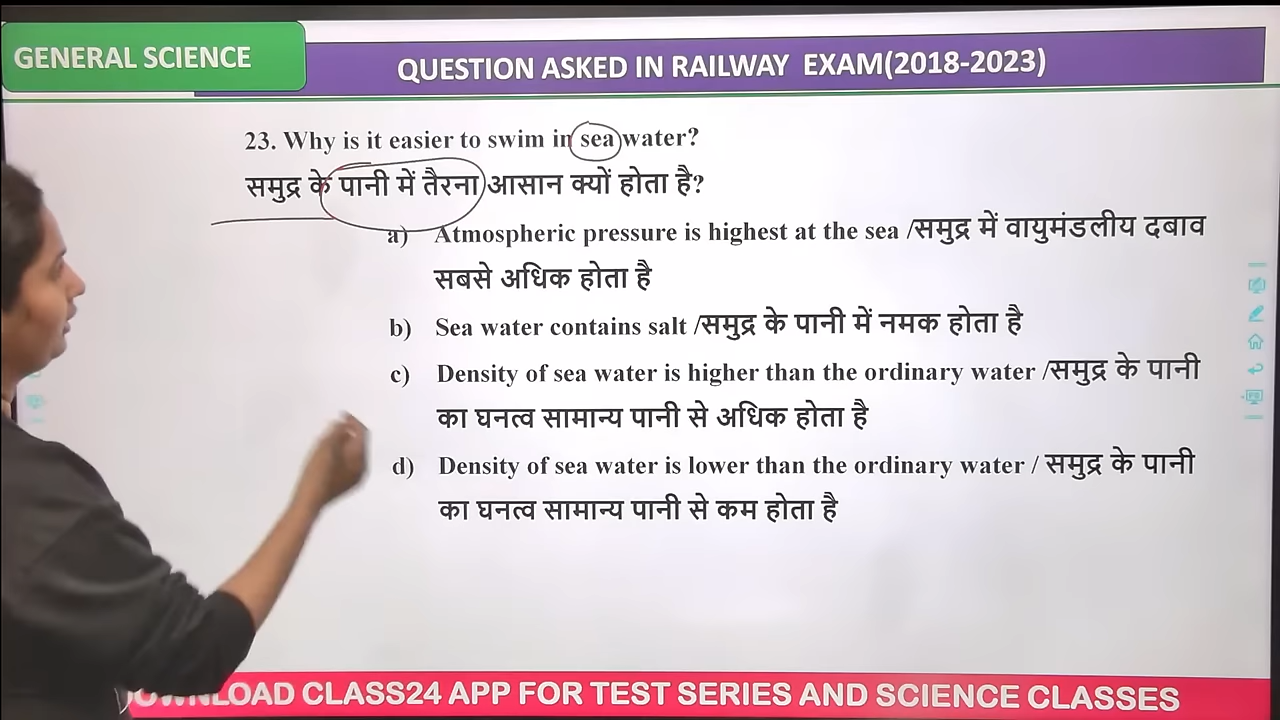 GENERAL SCIENCE
QUESTION ASKED IN RAILWAY EXAM(2018-2023)
23. Why is it easier to swim in sea water?
समुद्र के पानी में तैरना आसान क्यों होता है?
a) Atmospheric pressure is highest at the sea /समुद्र में वायुमंडलीय दबाव
सबसे अधिक होता है
b) Sea water contains salt /समुद्र के पानी में नमक होता है
c) Density of sea water is higher than the ordinary water /समुद्र के पानी
का घनत्व सामान्य पानी से अधिक होता है
d) Density of sea water is lower than the ordinary water / समुद्र के पानी
का घनत्व सामान्य पानी से कम होता है
DOWNLOAD CLASS24 APP FOR TEST SERIES AND SCIENCE CLASSES